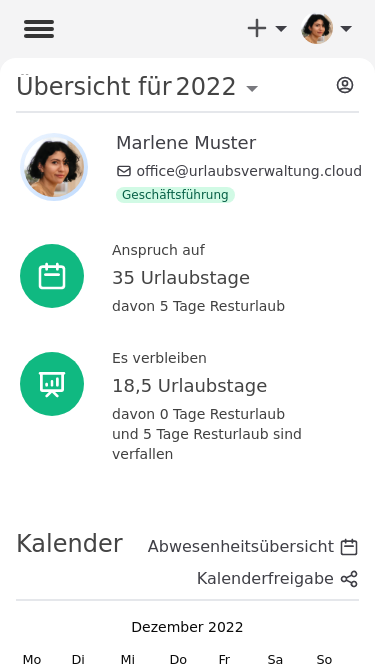 Übersicht für 2022
Marlene Muster
office@urlaubsverwaltung.cloud
Geschäftsführung
Anspruch auf
35 Urlaubstage
davon 5 Tage Resturlaub
Es verbleiben
18,5 Urlaubstage
davon 0 Tage Resturlaub
und 5 Tage Resturlaub sind
verfallen
Kalender
Abwesenheitsübersicht
Kalenderfreigabe
Dezember 2022
Mo Di Mi Do Fr Sa So